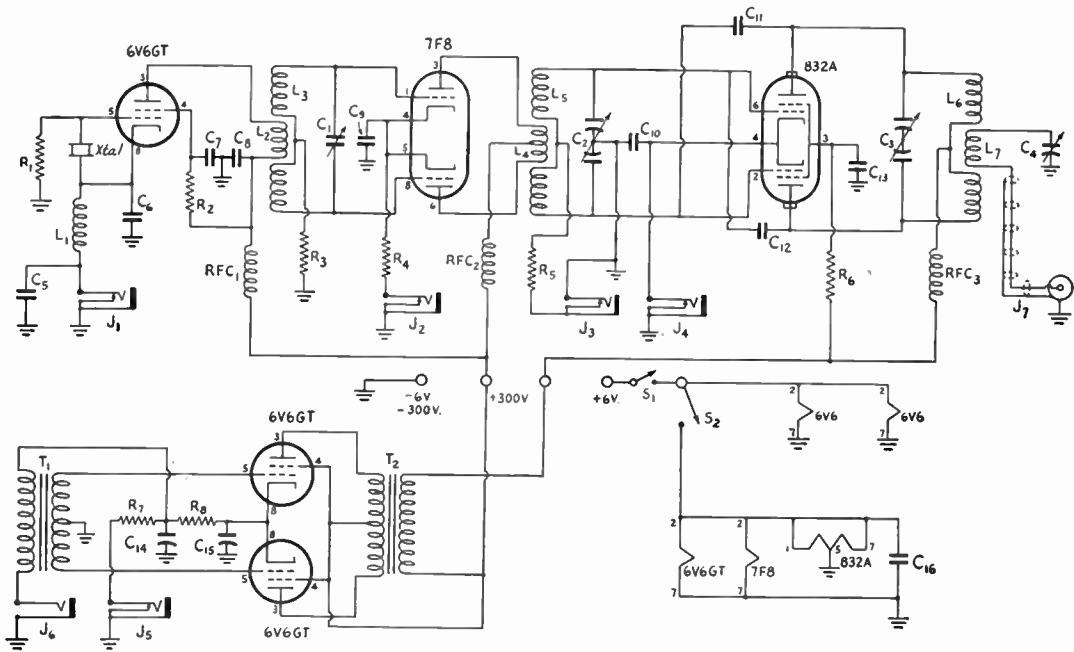 C11
6V6GT
7F8
832A
3
3
L3
L5
L6
5
4
1
C9
4
6
R1
Xtal
8
C7
C8
L2
C1
5
L4
C2
C10
4
3
C3
L7
C4
8
2
C13
C6
R2
6
L1
C12
RFC1
R3
R4
RFC2
R5
R6
RFC3
C5
V
J1
V
J2
V
J3
V
J4
J7
-6V
-300V.
+300V
+6V.
S1
S2
2
6V6
7
2
6V6
7
6V6GT
3
T1
5
4
T2
R7
R8
8
C14
C15
8
5
4
3
6V6GT
2
6V6GT
7
2
7F8
7
1
5
7
832A
C16
V
J6
V
J5